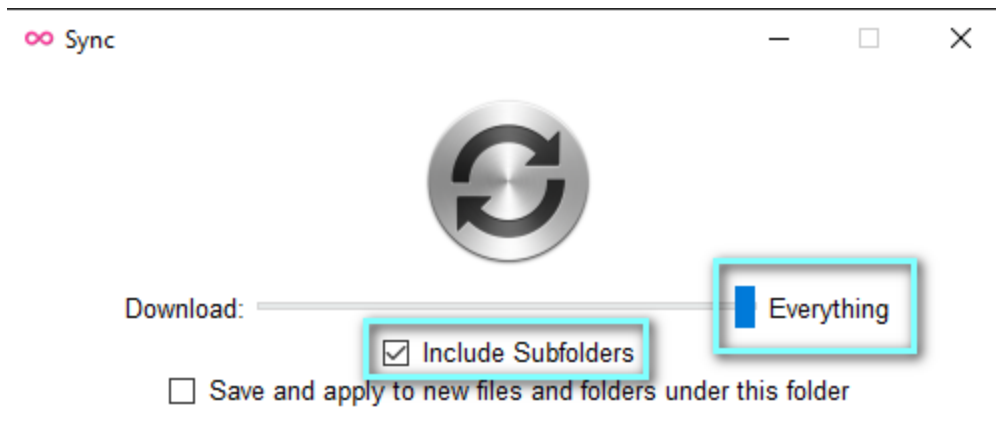 Sync
Download: Everything
Include Subfolders
Save and apply to new files and folders under this folder